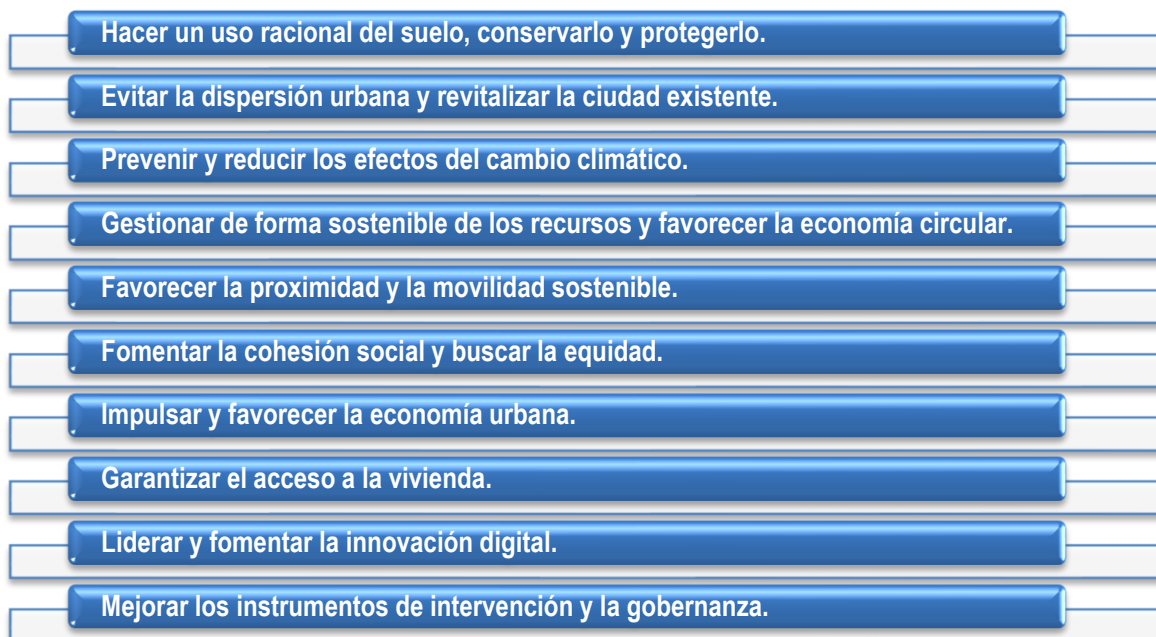 Hacer un uso racional del suelo, conservarlo y protegerlo.
Evitar la dispersión urbana y revitalizar la ciudad existente.
Prevenir y reducir los efectos del cambio climático.
Gestionar de forma sostenible de los recursos y favorecer la economía circular.
Favorecer la proximidad y la movilidad sostenible.
Fomentar la cohesión social y buscar la equidad.
Impulsar y favorecer la economía urbana.
Garantizar el acceso a la vivienda.
Liderar y fomentar la innovación digital.
Mejorar los instrumentos de intervención y la gobernanza.